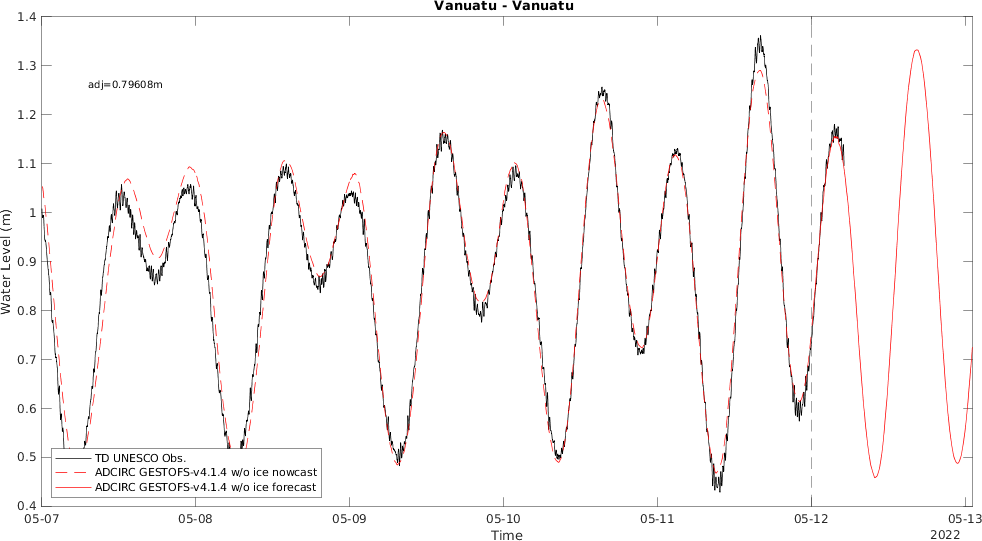 Vanuatu - Vanuatu
1.4
1.3
1.2
1.1
1
0.9
0.8
0.7
0.6
0.5
0.4
Water Level (m)
adj=0.79608m
TD UNESCO Obs.
ADCIRC GESTOFS-v4.1.4 w/o ice nowcast
ADCIRC GESTOFS-v4.1.4 w/o ice forecast
05-07 05-08 05-09 05-10 05-11 05-12 05-13
Time
2022